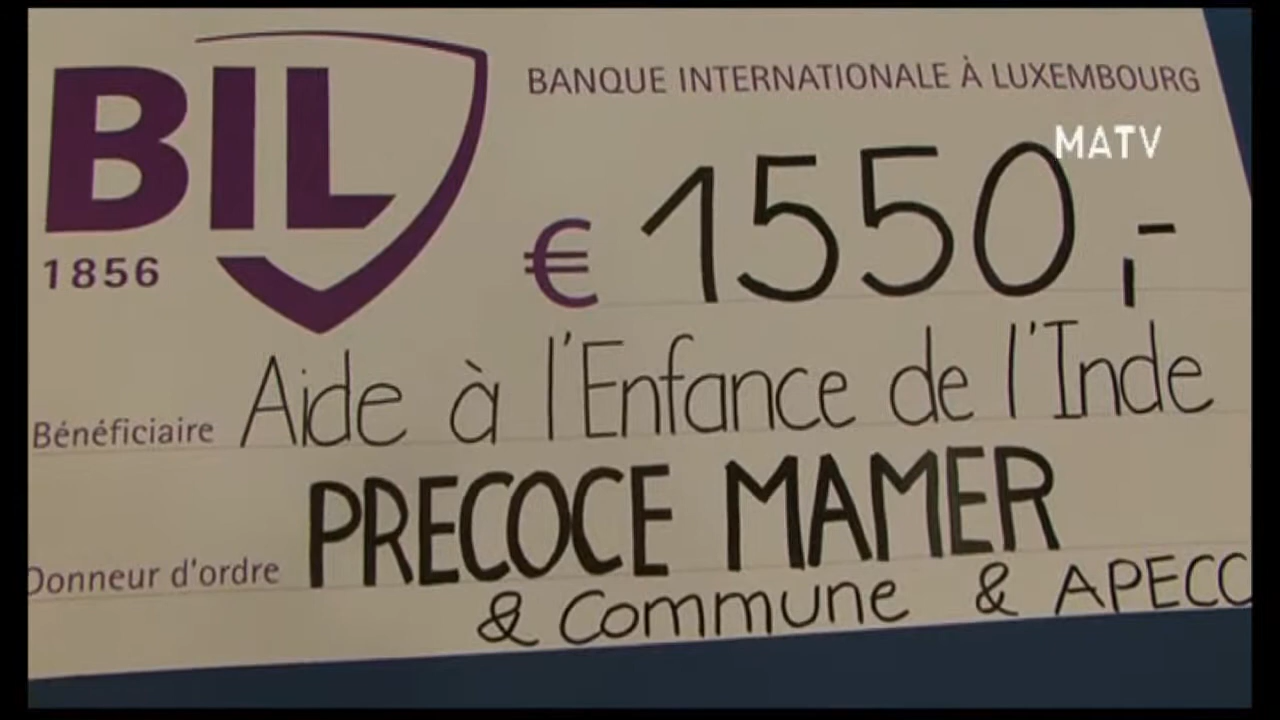 BIL
1856
BANQUE INTERNATIONALE À LUXEMBOURG
MATV
€ 1550,-
Bénéficiaire Aide à l'Enfance de l'Inde
Donneur d'ordre PRECOCE MAMER
& Commune & APECC